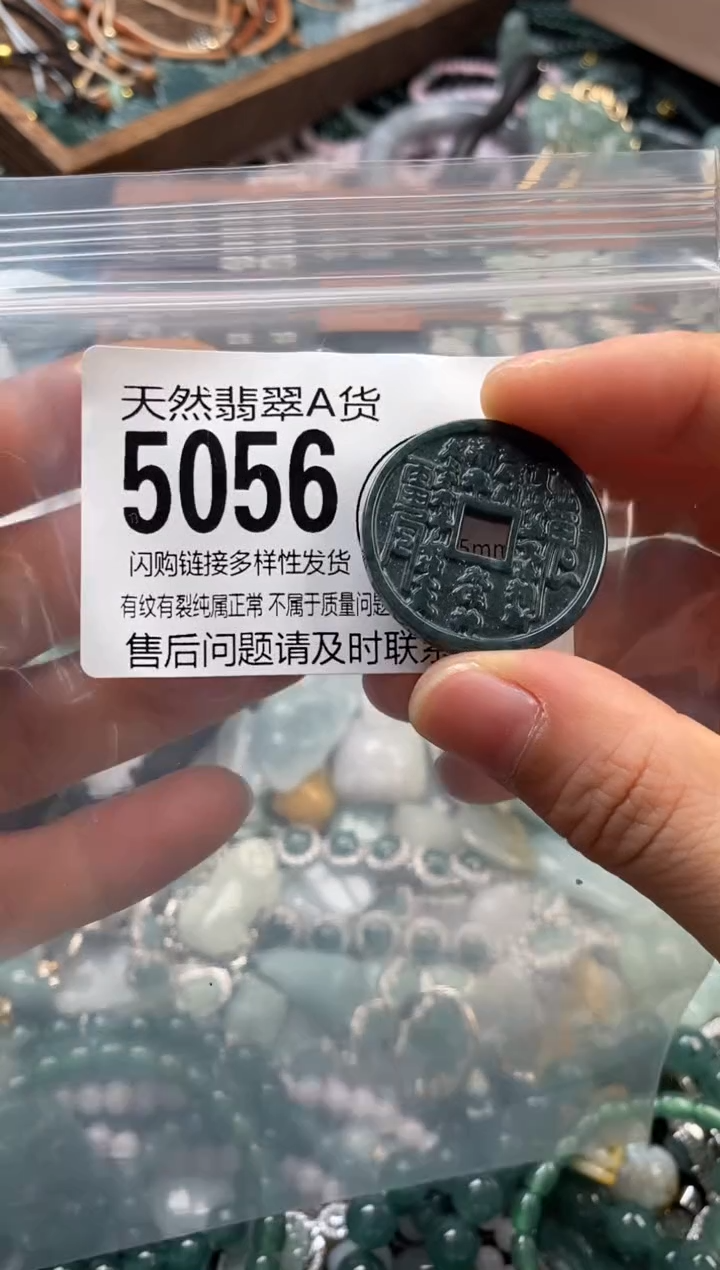 天然翡翠A货
5056
闪购链接多样性发货
有纹有裂纯属正常 不属于质量问题
售后问题请及时联系
5mm